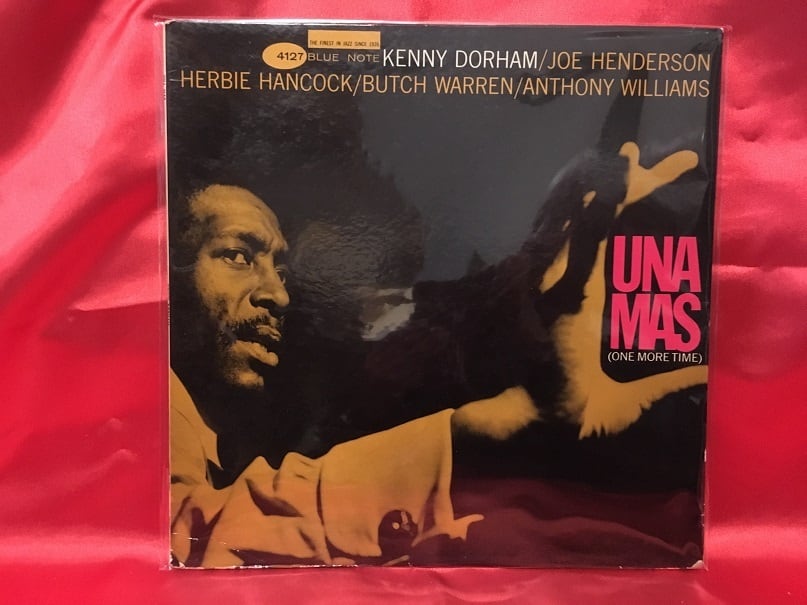 THE FINEST IN JAZZ SINCE 1939
4127 BLUE NOTE KENNY DORHAM/JOE HENDERSON
HERBIE HANCOCK/BUTCH WARREN/ANTHONY WILLIAMS
UNA
MAS
(ONE MORE TIME)